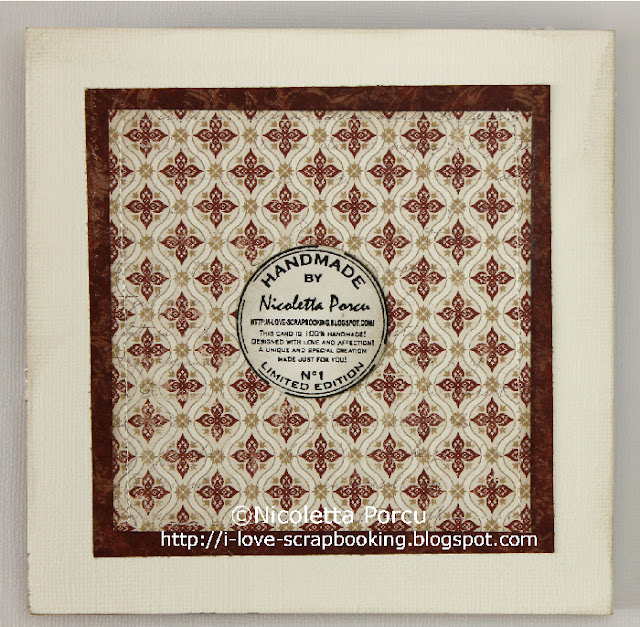 HANDMADE
BY
Nicoletta Porcu
HTTP://I-LOVE-SCRAPBOOKING.BLOGSPOT.COM/
THIS CARD IS 100% HANDMADE!
DESIGNED WITH LOVE AND AFFECTION!
A UNIQUE AND SPECIAL CREATION
MADE JUST FOR YOU!
N°1
LIMITED EDITION
©Nicoletta Porcu
http://i-love-scrapbooking.blogspot.com